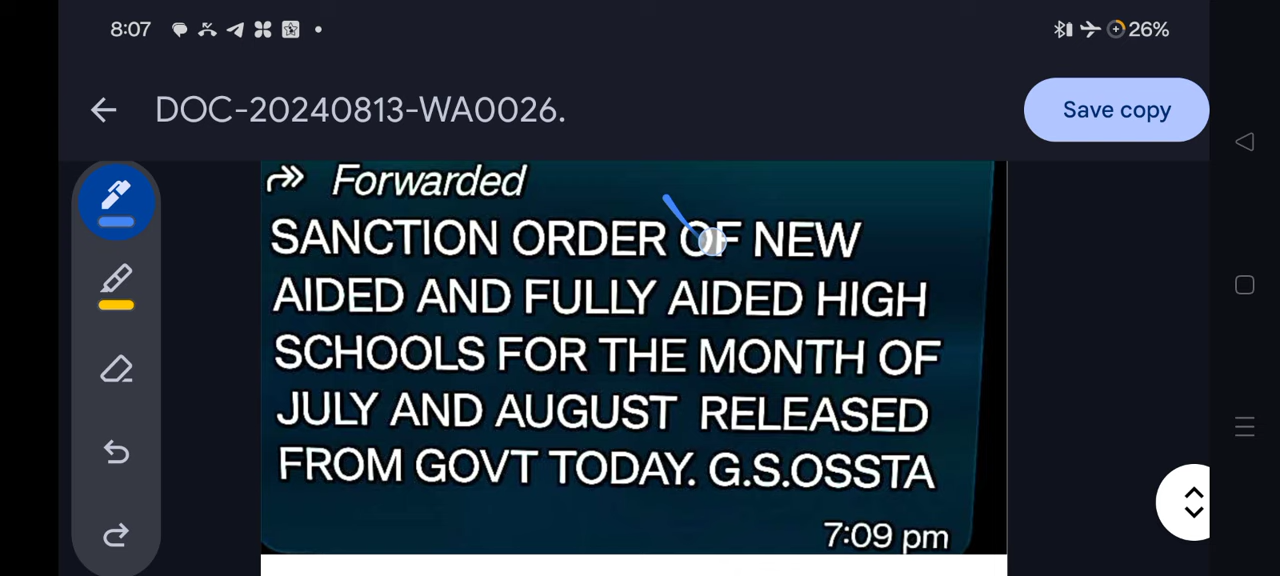 8:07
26%
DOC-20240813-WA0026.
Save copy
Forwarded
SANCTION ORDER OF NEW
AIDED AND FULLY AIDED HIGH
SCHOOLS FOR THE MONTH OF
JULY AND AUGUST RELEASED
FROM GOVT TODAY. G.S.OSSTA
7:09 pm